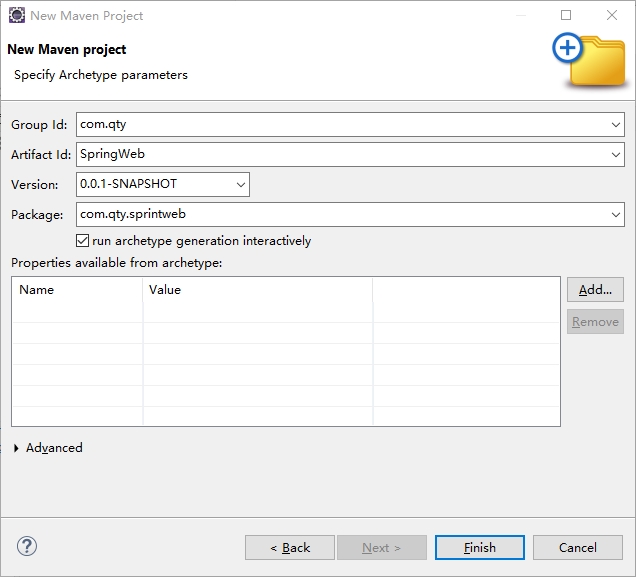 New Maven Project
New Maven project
Specify Archetype parameters
Group Id: com.qty
Artifact Id: SpringWeb
Version: 0.0.1-SNAPSHOT
Package: com.qty.sprintweb
run archetype generation interactively
Properties available from archetype:
Name Value
Add...
Remove
Advanced
? < Back Next > Finish Cancel